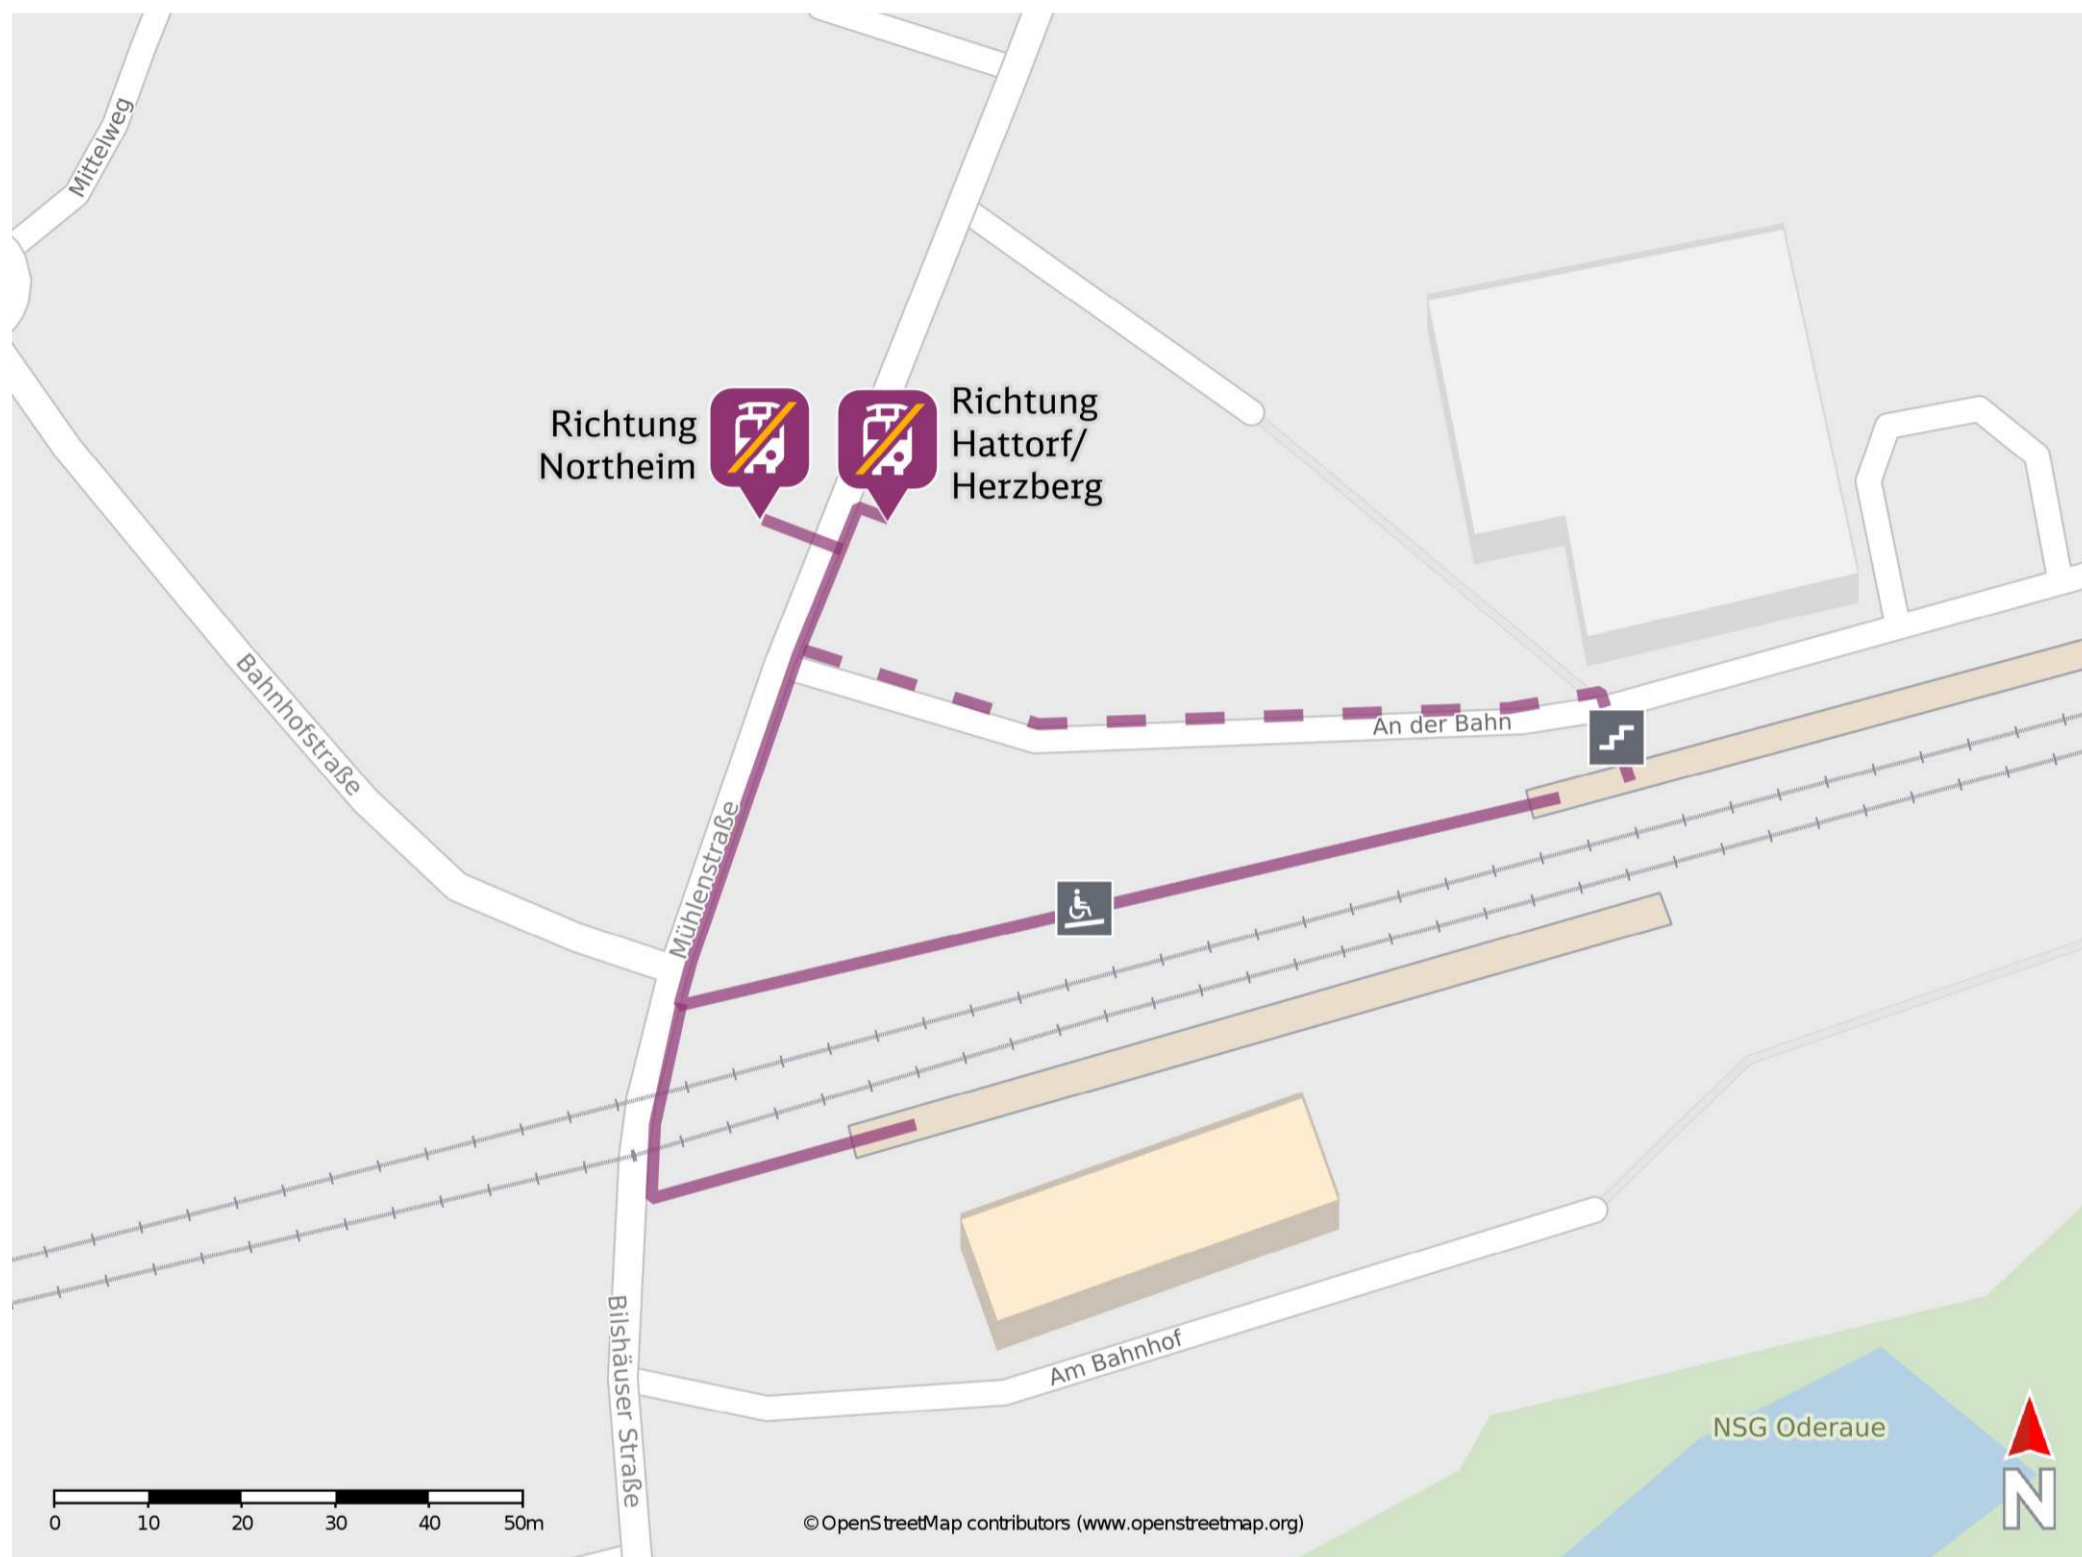 Mittelweg
Richtung
Northeim
Richtung
Hattorf/
Herzberg
Bahnhofstraße
An der Bahn
Mühlenstraße
Bilshäuser Straße
Am Bahnhof
NSG Oderaue
N
0 10 20 30 40 50m
© OpenStreetMap contributors (www.openstreetmap.org)